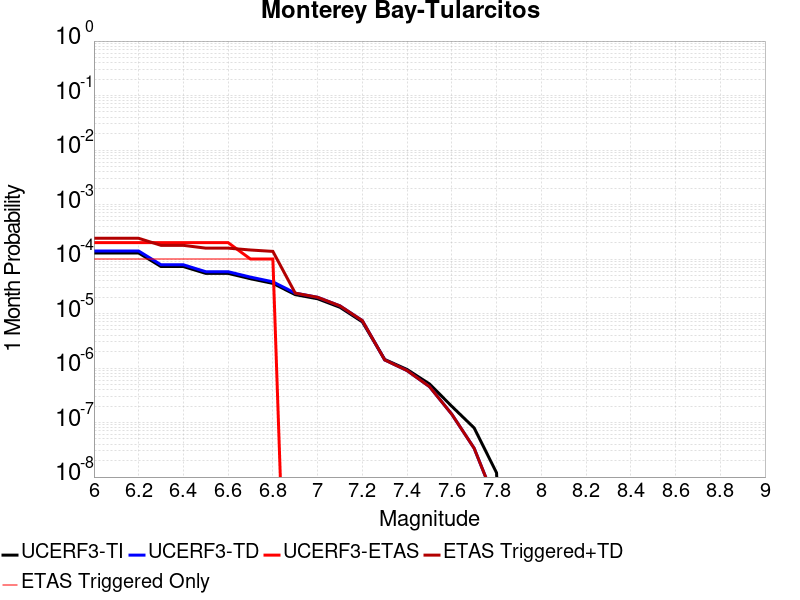 Monterey Bay-Tularcitos
1 Month Probability
10^0
10^-1
10^-2
10^-3
10^-4
10^-5
10^-6
10^-7
10^-8
6 6.2 6.4 6.6 6.8 7 7.2 7.4 7.6 7.8 8 8.2 8.4 8.6 8.8 9
Magnitude
UCERF3-TI UCERF3-TD UCERF3-ETAS ETAS Triggered+TD
ETAS Triggered Only